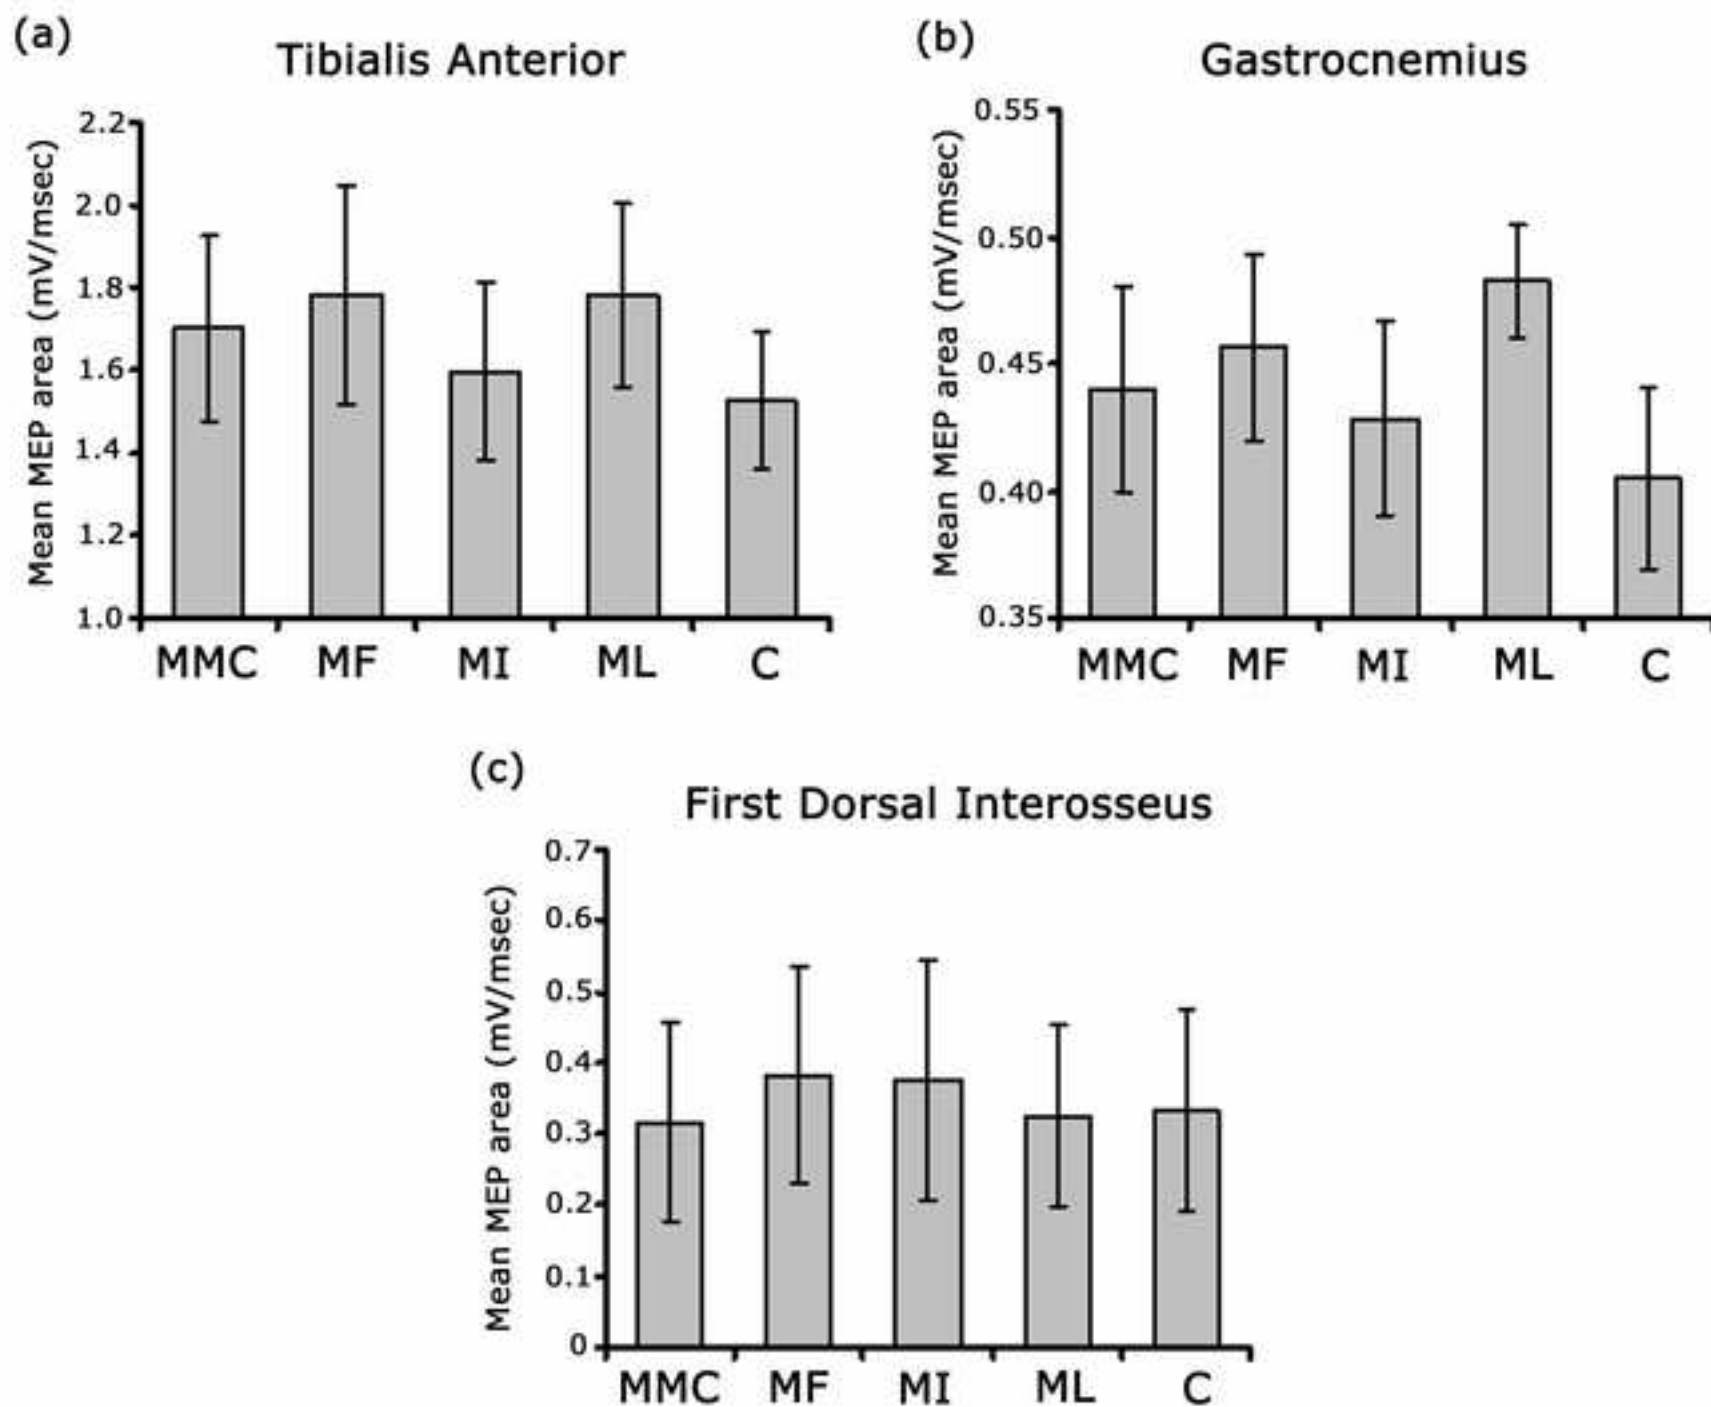 (a)
Tibialis Anterior
Mean MEP area (mV/msec)
2.2
2.0
1.8
1.6
1.4
1.2
1.0
MMC MF MI ML C
(b)
Gastrocnemius
Mean MEP area (mV/msec)
0.55
0.50
0.45
0.40
0.35
MMC MF MI ML C
(c)
First Dorsal Interosseus
Mean MEP area (mV/msec)
0.7
0.6
0.5
0.4
0.3
0.2
0.1
0
MMC MF MI ML C